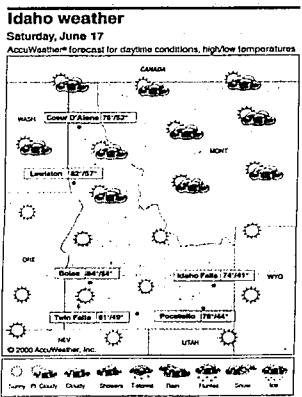 Idaho weather
Saturday, June 17
AccuWeather® forecast for daytime conditions, high/low temperatures
CANADA
WASH
Coeur D'Alene 76°/53°
MONT
Lewiston 82°/57°
ORE
Boise 84°/54°
Idaho Falls 74°/41°
WYO
Twin Falls 81°/49°
Pocatello 78°/44°
NEV
UTAH
© 2000 AccuWeather, Inc.
Sunny Pt. Cloudy Cloudy Showers T-storms Rain Flurries Snow Ice